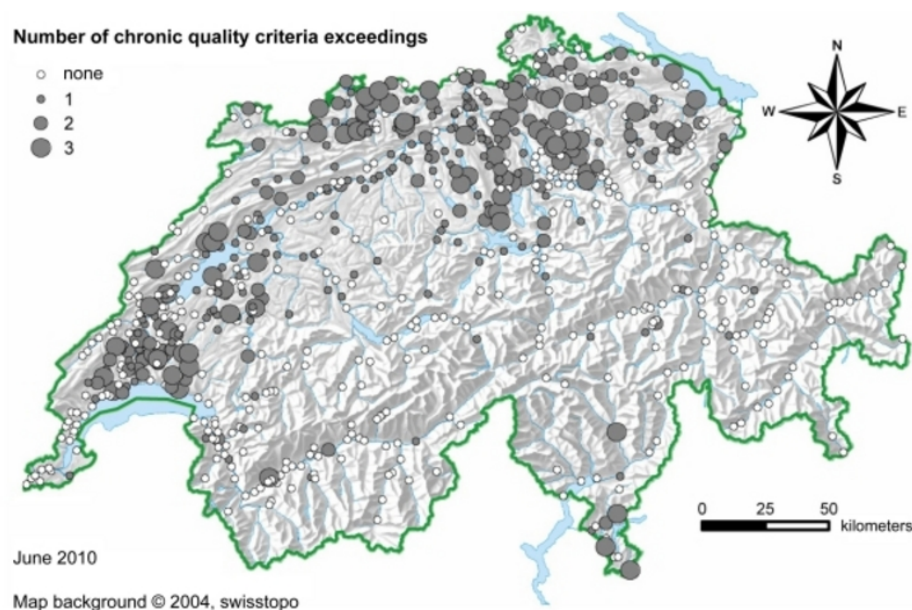 Number of chronic quality criteria exceedings
none
1
2
3
N
W E
S
0 25 50
kilometers
June 2010
Map background © 2004, swisstopo